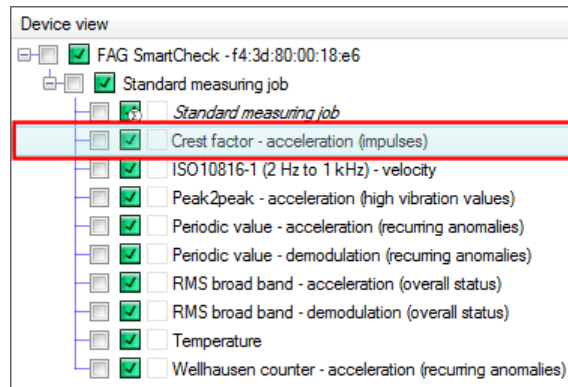 Device view
FAG SmartCheck - f4:3d:80:00:18:e6
Standard measuring job
Standard measuring job
Crest factor - acceleration (impulses)
ISO10816-1 (2 Hz to 1 kHz) - velocity
Peak2peak - acceleration (high vibration values)
Periodic value - acceleration (recurring anomalies)
Periodic value - demodulation (recurring anomalies)
RMS broad band - acceleration (overall status)
RMS broad band - demodulation (overall status)
Temperature
Wellhausen counter - acceleration (recurring anomalies)